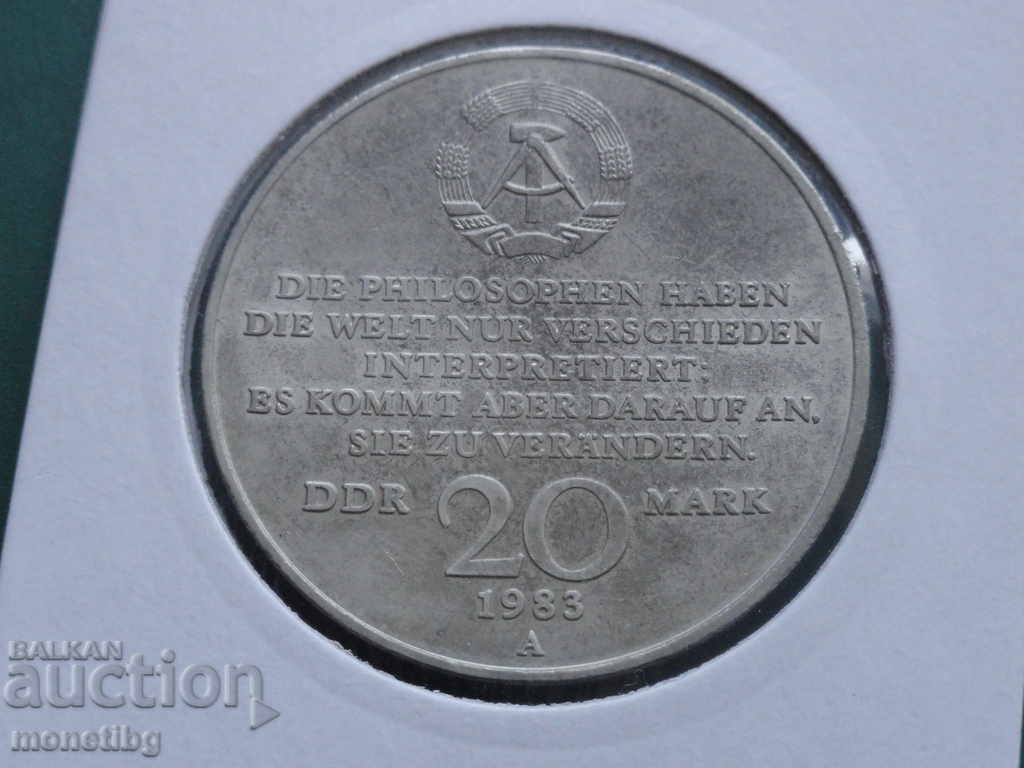 DIE PHILOSOPHEN HABEN
DIE WELT NUR VERSCHIEDEN
INTERPRETIERT;
ES KOMMT ABER DARAUF AN,
SIE ZU VERÄNDERN.
DDR 20 MARK
1983
A
BALKAN
auction
monetibg